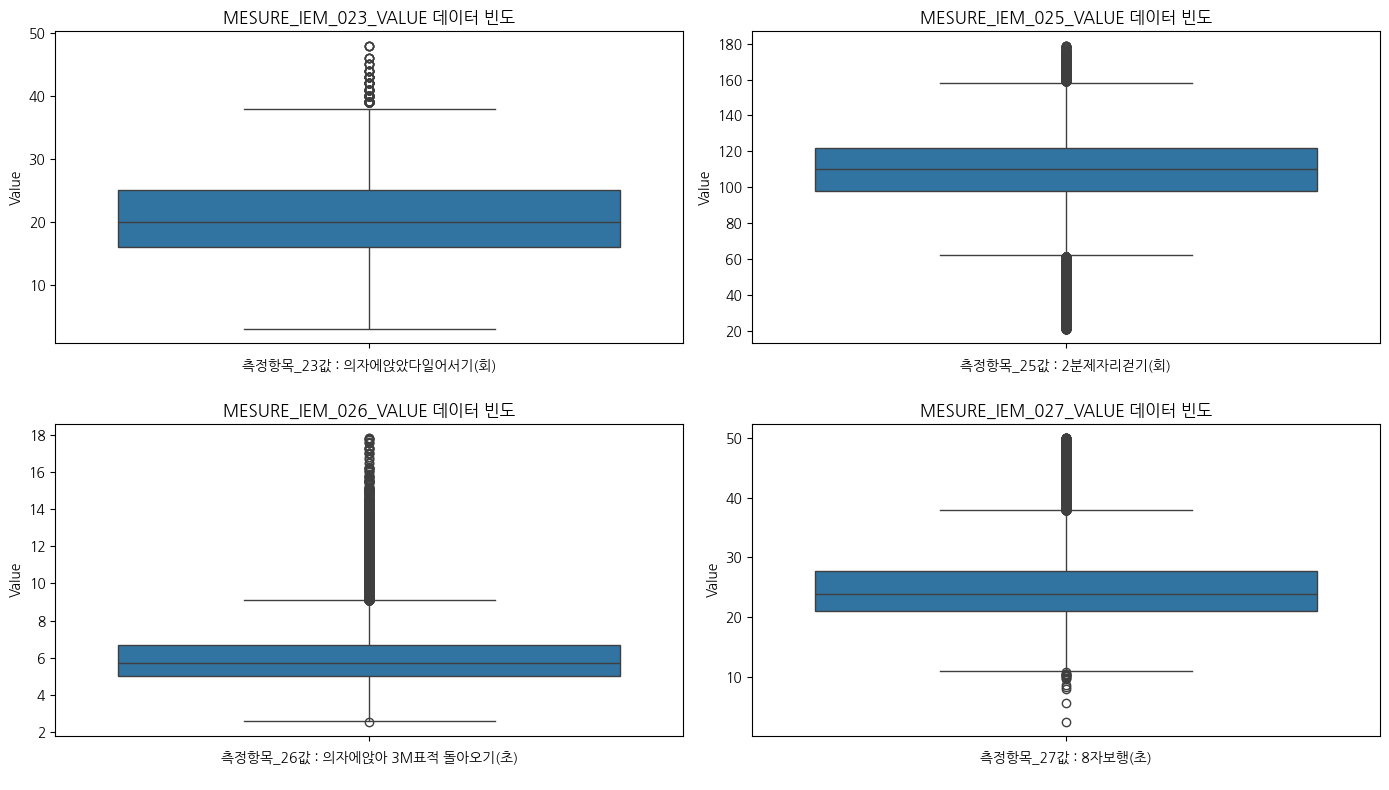 MESURE_IEM_023_VALUE 데이터 빈도
50
40
30
20
10
Value
측정항목_23값 : 의자에앉았다일어서기(회)
MESURE_IEM_025_VALUE 데이터 빈도
180
160
140
120
100
80
60
40
20
Value
측정항목_25값 : 2분제자리걷기(회)
MESURE_IEM_026_VALUE 데이터 빈도
18
16
14
12
10
8
6
4
2
Value
측정항목_26값 : 의자에앉아 3M표적 돌아오기(초)
MESURE_IEM_027_VALUE 데이터 빈도
50
40
30
20
10
Value
측정항목_27값 : 8자보행(초)